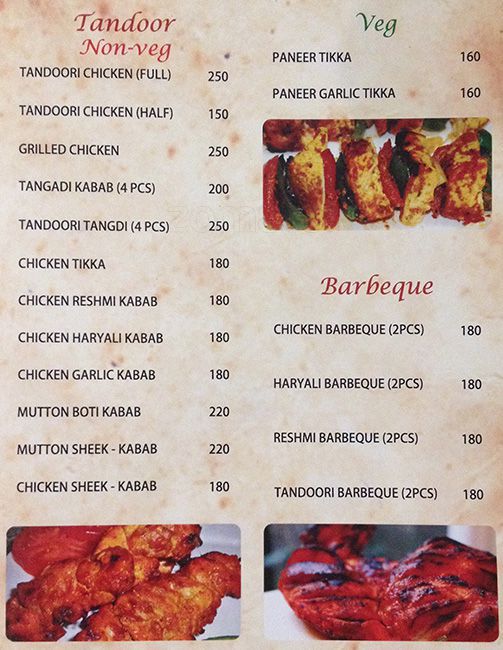 Tandoor
Non-veg
TANDOORI CHICKEN (FULL) 250
TANDOORI CHICKEN (HALF) 150
GRILLED CHICKEN 250
TANGADI KABAB (4 PCS) 200
TANDOORI TANGDI (4 PCS) 250
CHICKEN TIKKA 180
CHICKEN RESHMI KABAB 180
CHICKEN HARYALI KABAB 180
CHICKEN GARLIC KABAB 180
MUTTON BOTI KABAB 220
MUTTON SHEEK - KABAB 220
CHICKEN SHEEK - KABAB 180
Veg
PANEER TIKKA 160
PANEER GARLIC TIKKA 160
Barbeque
CHICKEN BARBEQUE (2PCS) 180
HARYALI BARBEQUE (2PCS) 180
RESHMI BARBEQUE (2PCS) 180
TANDOORI BARBEQUE (2PCS) 180